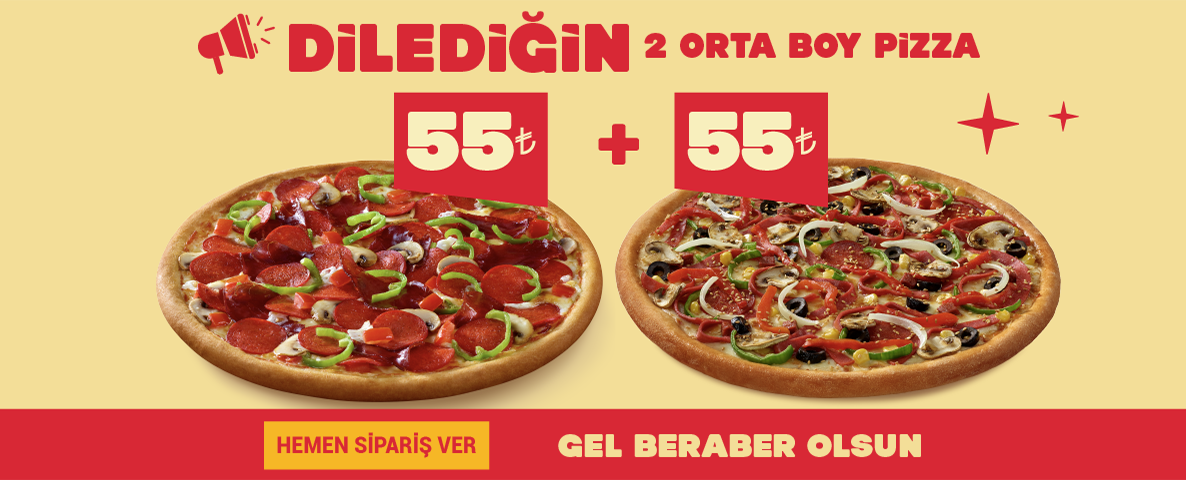 DİLEDİĞİN 2 ORTA BOY PİZZA
55₺ + 55₺
HEMEN SİPARİŞ VER
GEL BERABER OLSUN